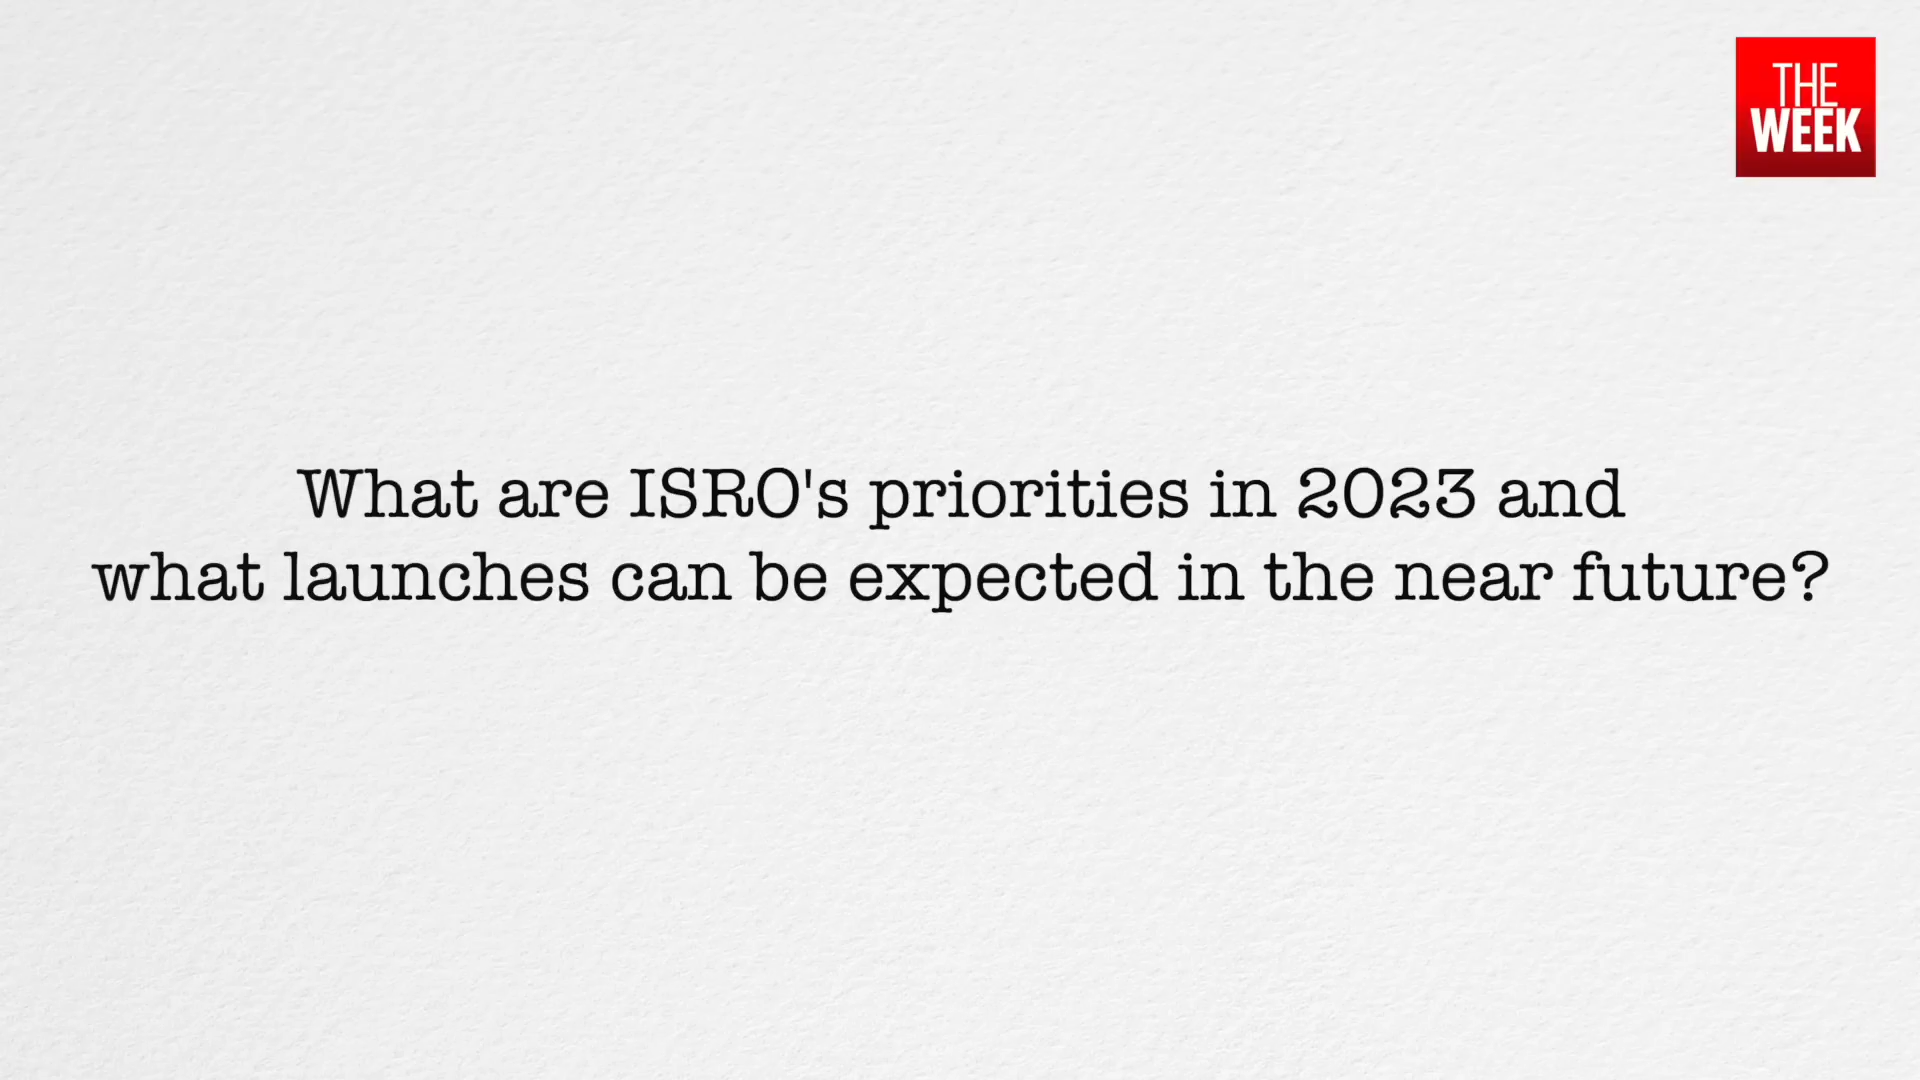 THE
WEEK
What are ISRO's priorities in 2023 and
what launches can be expected in the near future?